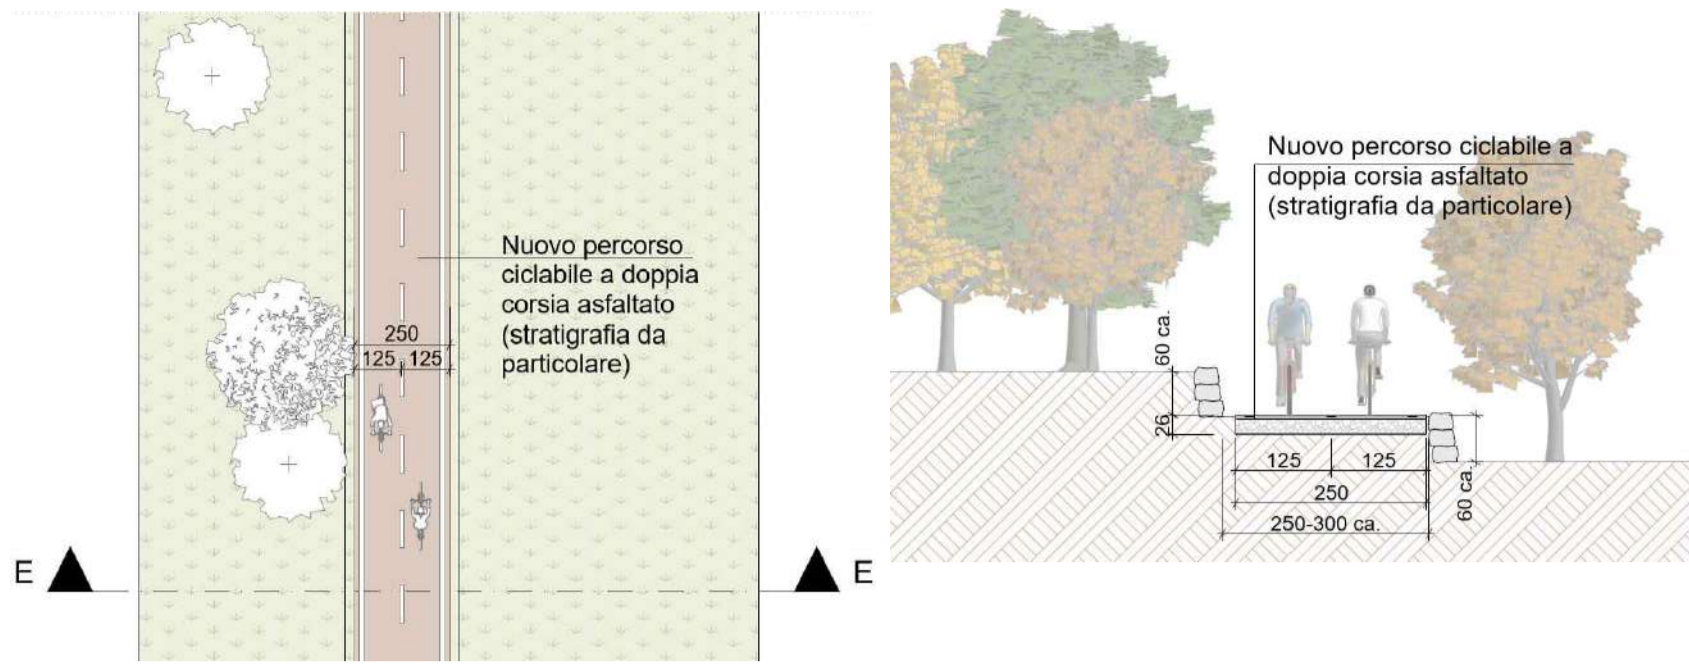 Nuovo percorso
ciclabile a doppia
corsia asfaltato
(stratigrafia da
particolare)
250
125 125
E
E
Nuovo percorso ciclabile a
doppia corsia asfaltato
(stratigrafia da particolare)
60 ca.
26
125 125
250
250-300 ca.
60 ca.